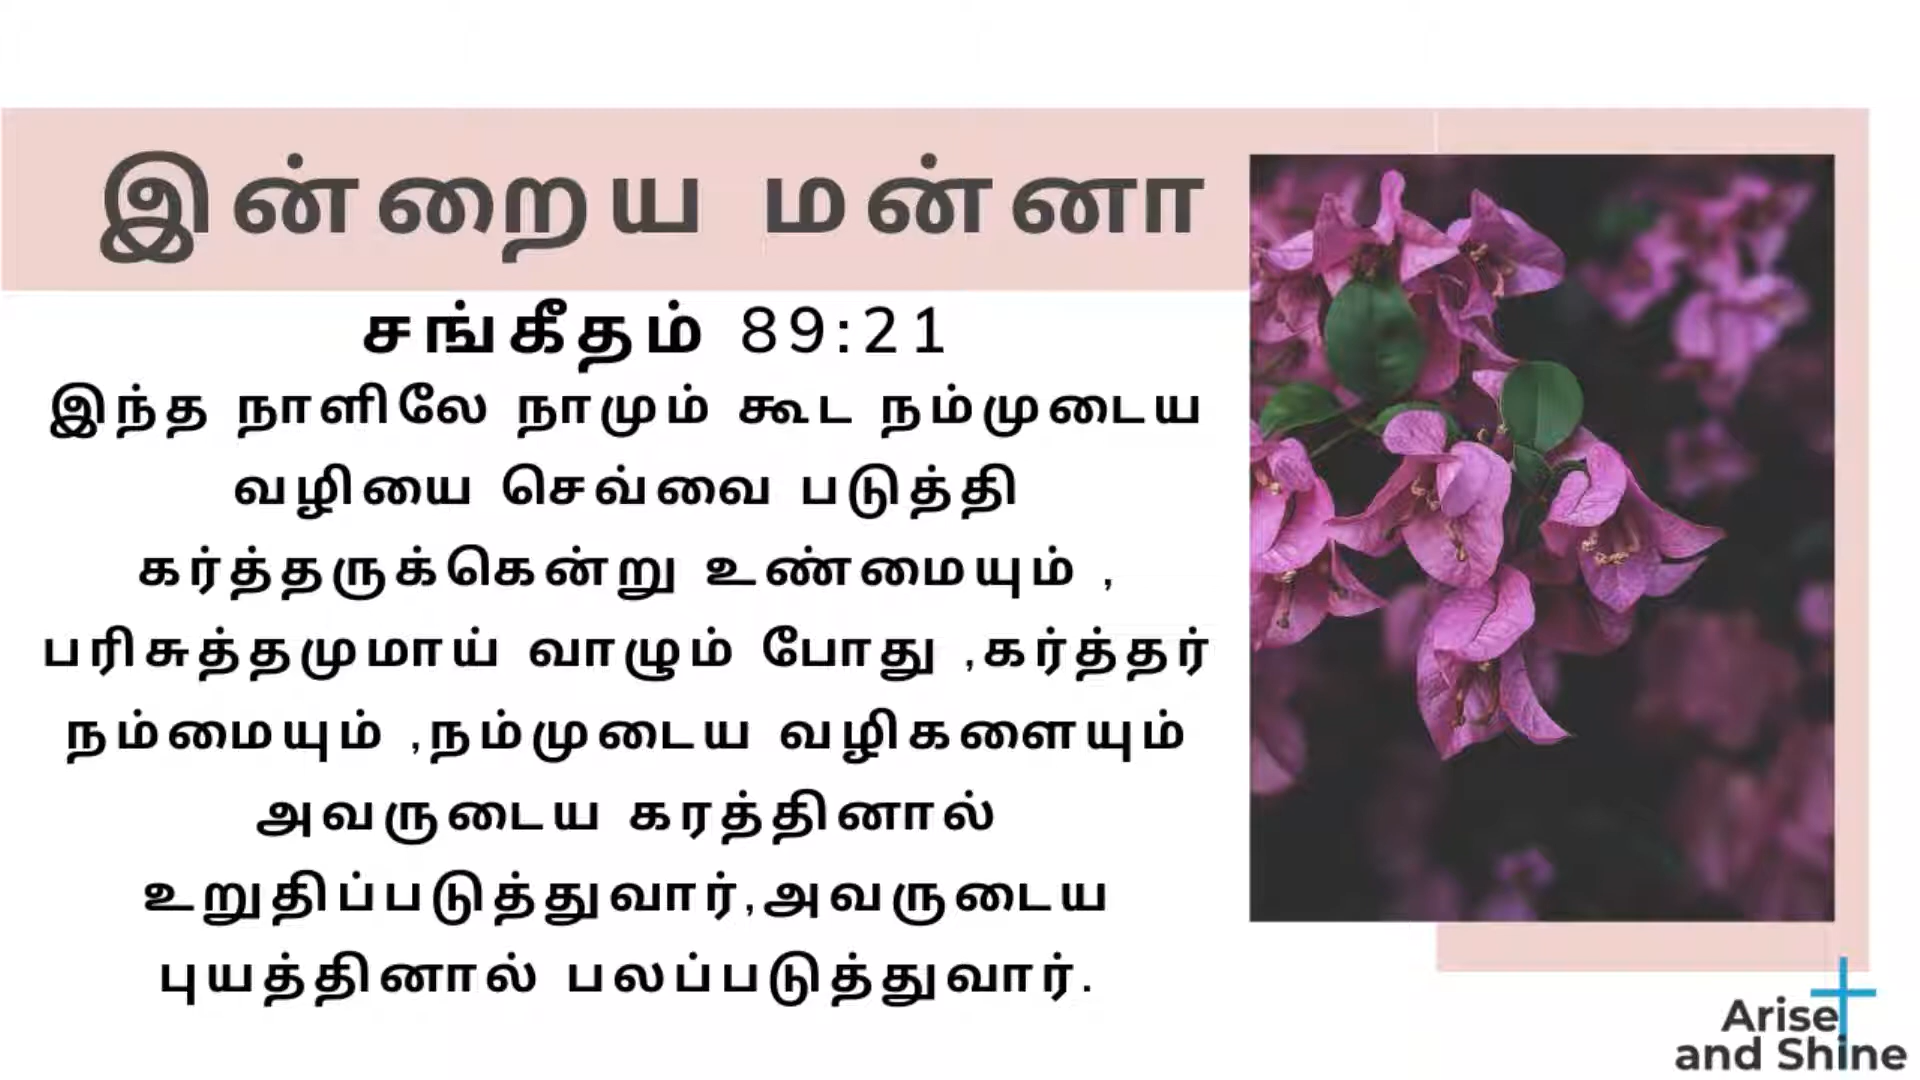 இன்றைய மன்னா
சங்கீதம் 89:21
இந்த நாளிலே நாமும் கூட நம்முடைய
வழியை செவ்வை படுத்தி
கர்த்தருக்கென்று உண்மையும் ,
பரிசுத்தமுமாய் வாழும் போது ,கர்த்தர்
நம்மையும் ,நம்முடைய வழிகளையும்
அவருடைய கரத்தினால்
உறுதிப்படுத்துவார்,அவருடைய
புயத்தினால் பலப்படுத்துவார்.
Arise
and Shine